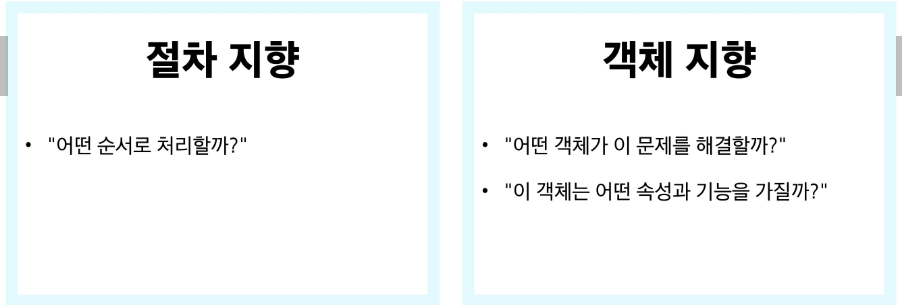 절차 지향
• "어떤 순서로 처리할까?"
객체 지향
• "어떤 객체가 이 문제를 해결할까?"
• "이 객체는 어떤 속성과 기능을 가질까?"